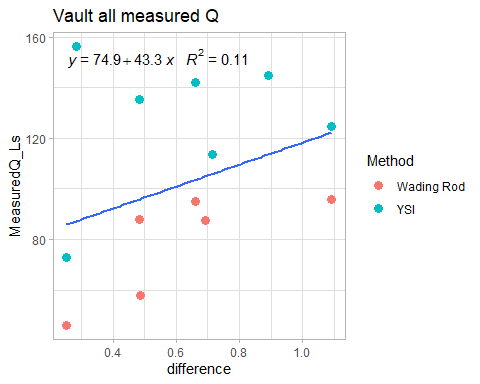 Vault all measured Q
160
y = 74.9 + 43.3 x  R² = 0.11
120
80
MeasuredQ_Ls
0.4 0.6 0.8 1.0
difference
Method
Wading Rod
YSI